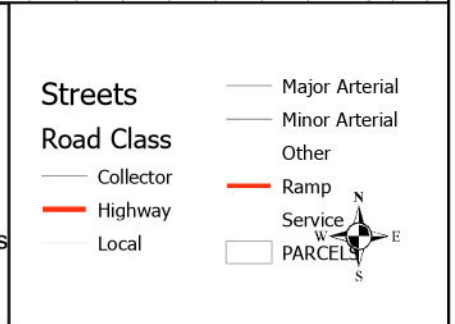 Streets
Road Class
Collector
Highway
Local
Major Arterial
Minor Arterial
Other
Ramp
Service
PARCELS
N
W
E
S
s